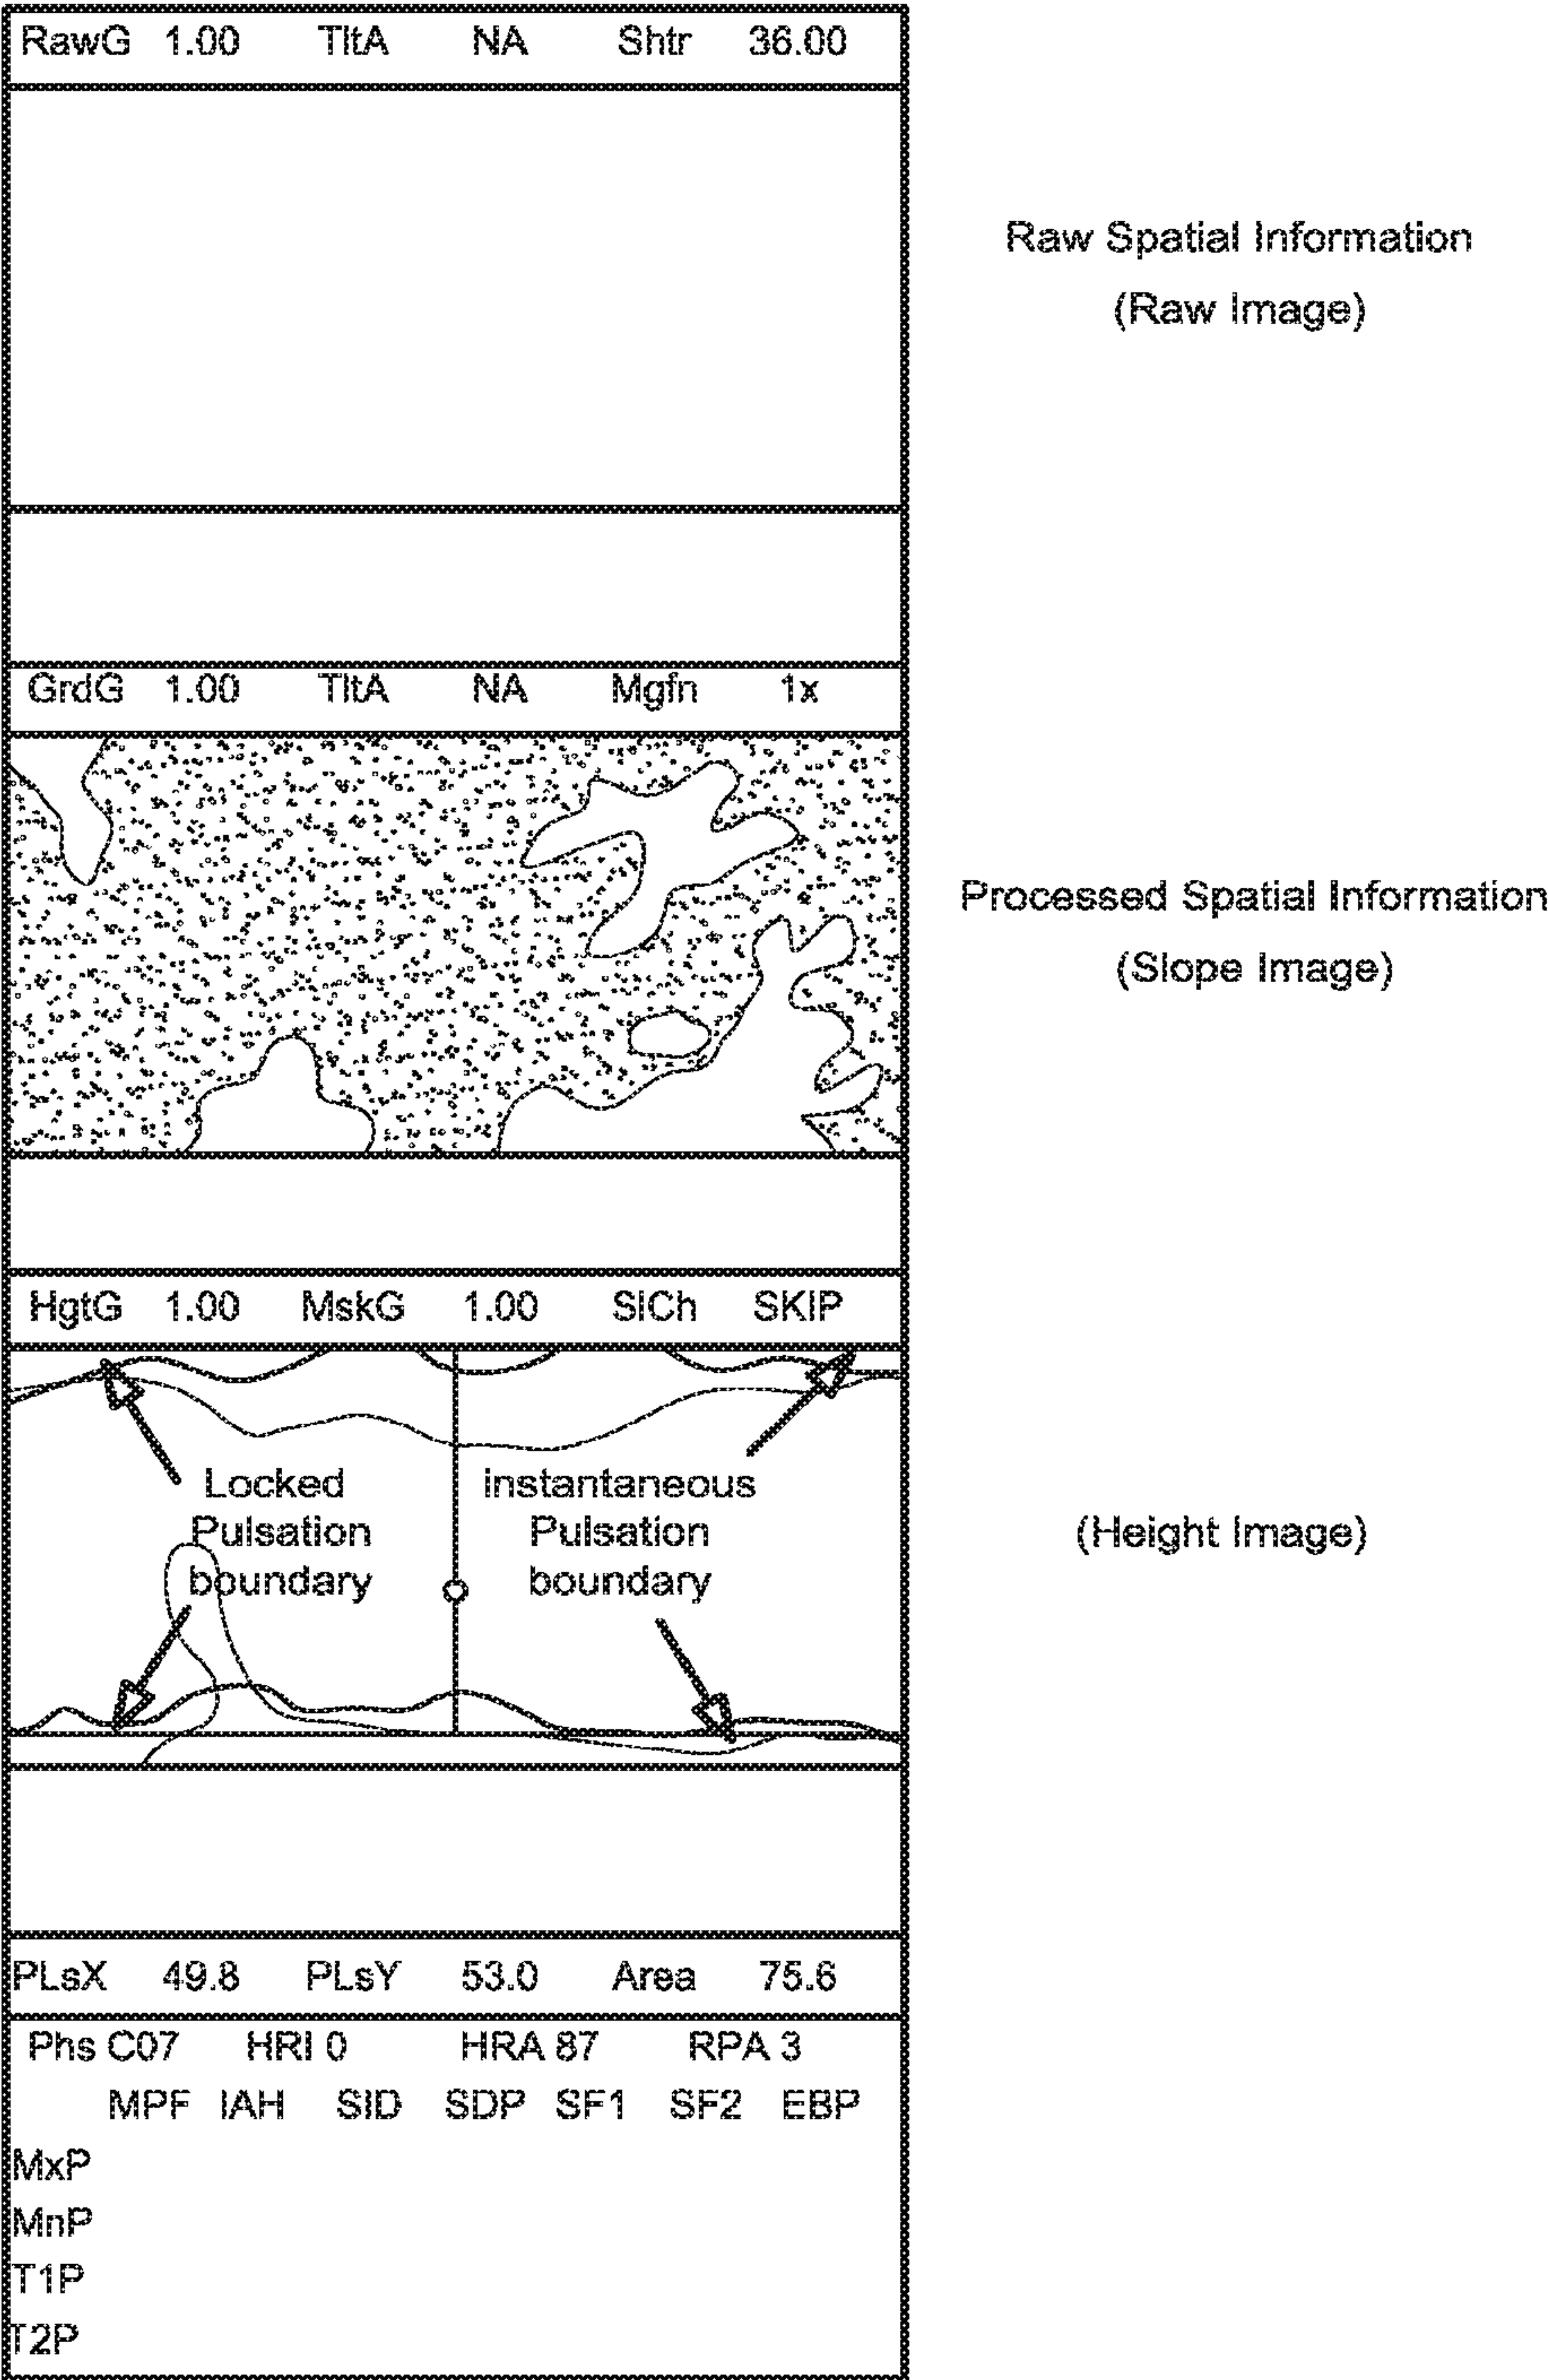 RawG 1.00 TltA NA Shtr 36.00
Raw Spatial Information
(Raw Image)
GrdG 1.00 TltA NA Mgfn 1x
Processed Spatial Information
(Slope Image)
HgtG 1.00 MskG 1.00 SlCh SKIP
Locked
Pulsation
boundary
instantaneous
Pulsation
boundary
(Height Image)
PLsX 49.8 PLsY 53.0 Area 75.6
Phs C07 HRI 0 HRA 87 RPA 3
MPF IAH SID SDP SF1 SF2 EBP
MxP
MnP
T1P
T2P